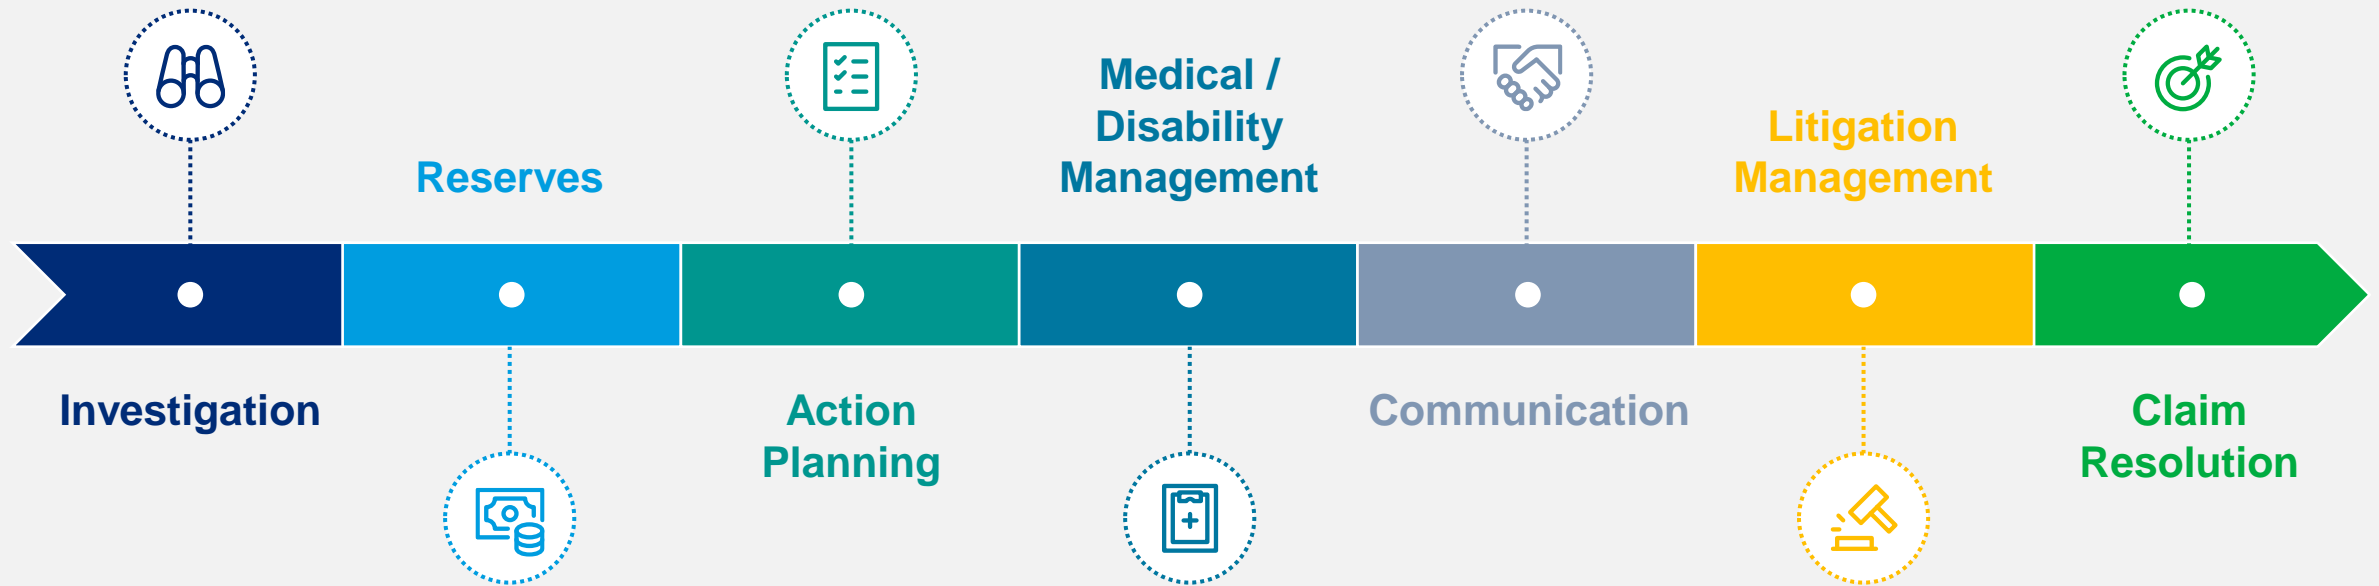 Investigation
Reserves
Action
Planning
Medical /
Disability
Management
Communication
Litigation
Management
Claim
Resolution